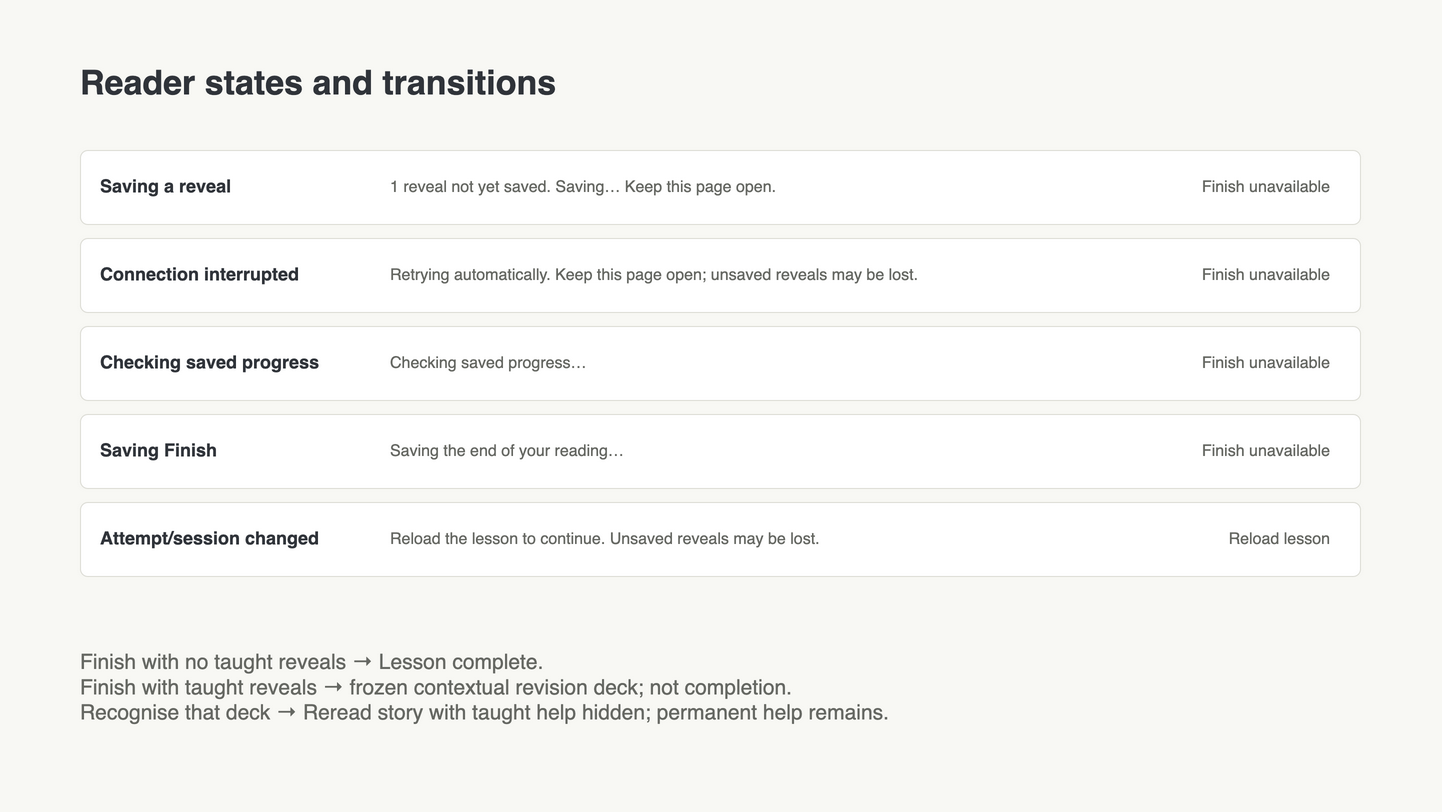 Reader states and transitions
Saving a reveal 1 reveal not yet saved. Saving… Keep this page open. Finish unavailable
Connection interrupted Retrying automatically. Keep this page open; unsaved reveals may be lost. Finish unavailable
Checking saved progress Checking saved progress… Finish unavailable
Saving Finish Saving the end of your reading… Finish unavailable
Attempt/session changed Reload the lesson to continue. Unsaved reveals may be lost. Reload lesson
Finish with no taught reveals → Lesson complete.
Finish with taught reveals → frozen contextual revision deck; not completion.
Recognise that deck → Reread story with taught help hidden; permanent help remains.